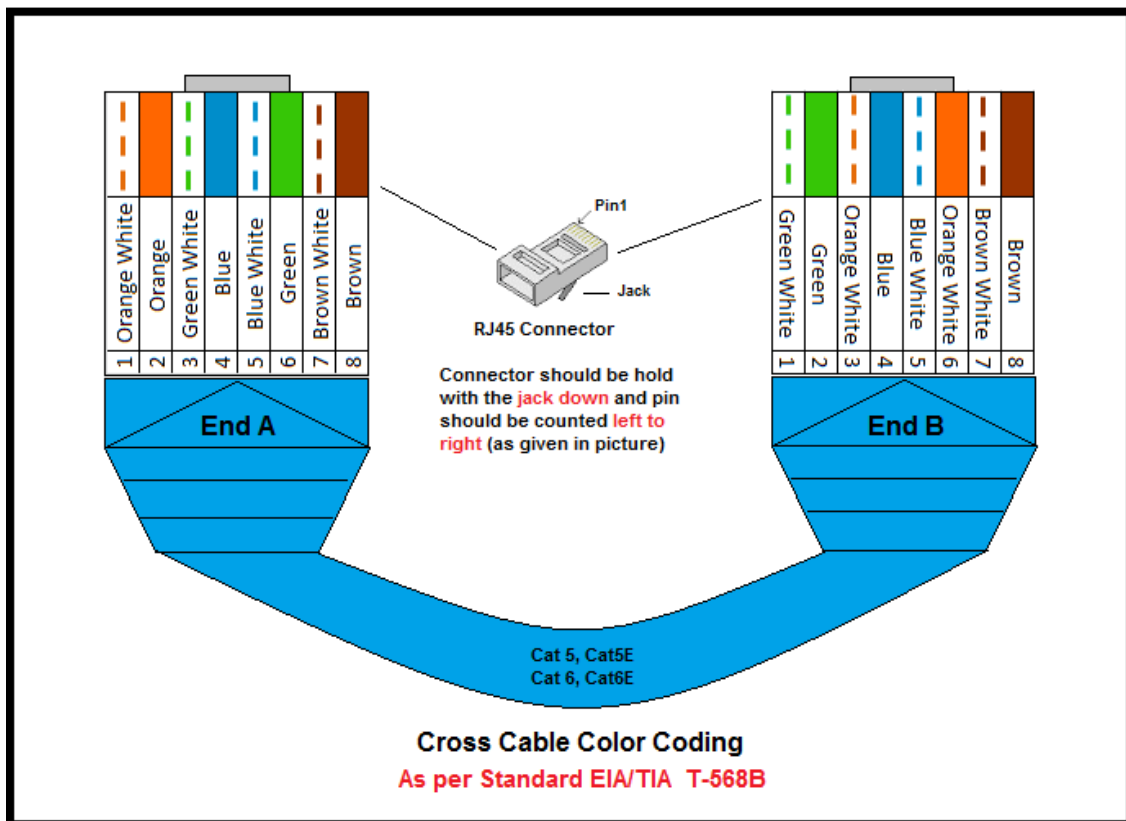 Orange White
Orange
Green White
Blue
Blue White
Green
Brown White
Brown
1 2 3 4 5 6 7 8
End A
Pin1
Jack
RJ45 Connector
Connector should be hold
with the jack down and pin
should be counted left to
right (as given in picture)
Green White
Green
Orange White
Blue
Blue White
Orange White
Brown White
Brown
1 2 3 4 5 6 7 8
End B
Cat 5, Cat5E
Cat 6, Cat6E
Cross Cable Color Coding
As per Standard EIA/TIA T-568B